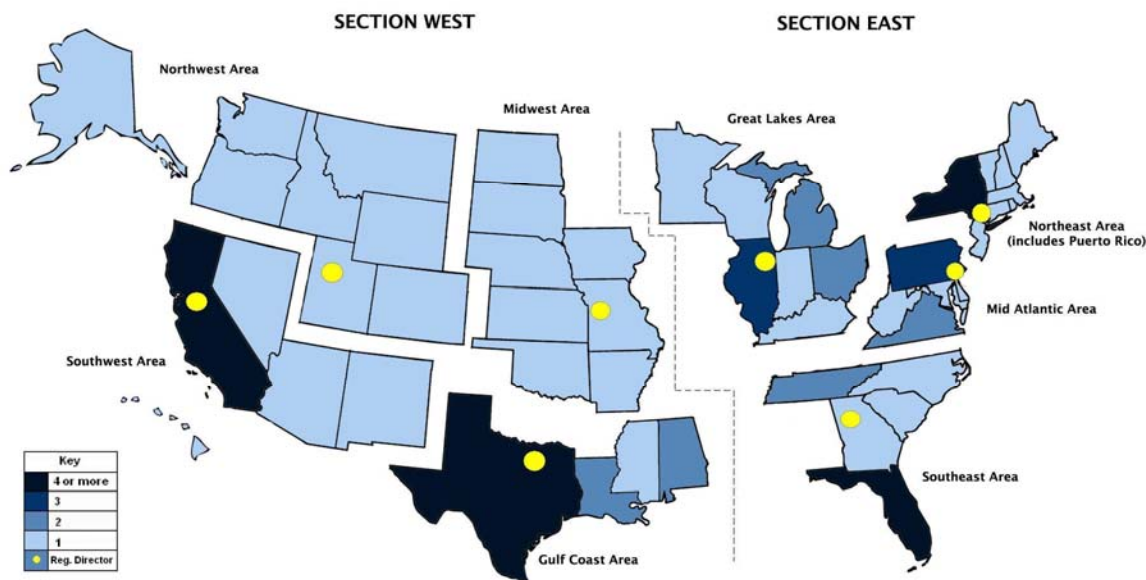 SECTION WEST
SECTION EAST
Northwest Area
Midwest Area
Great Lakes Area
Northeast Area
(includes Puerto Rico)
Mid Atlantic Area
Southwest Area
Southeast Area
Gulf Coast Area
Key
4 or more
3
2
1
Reg. Director